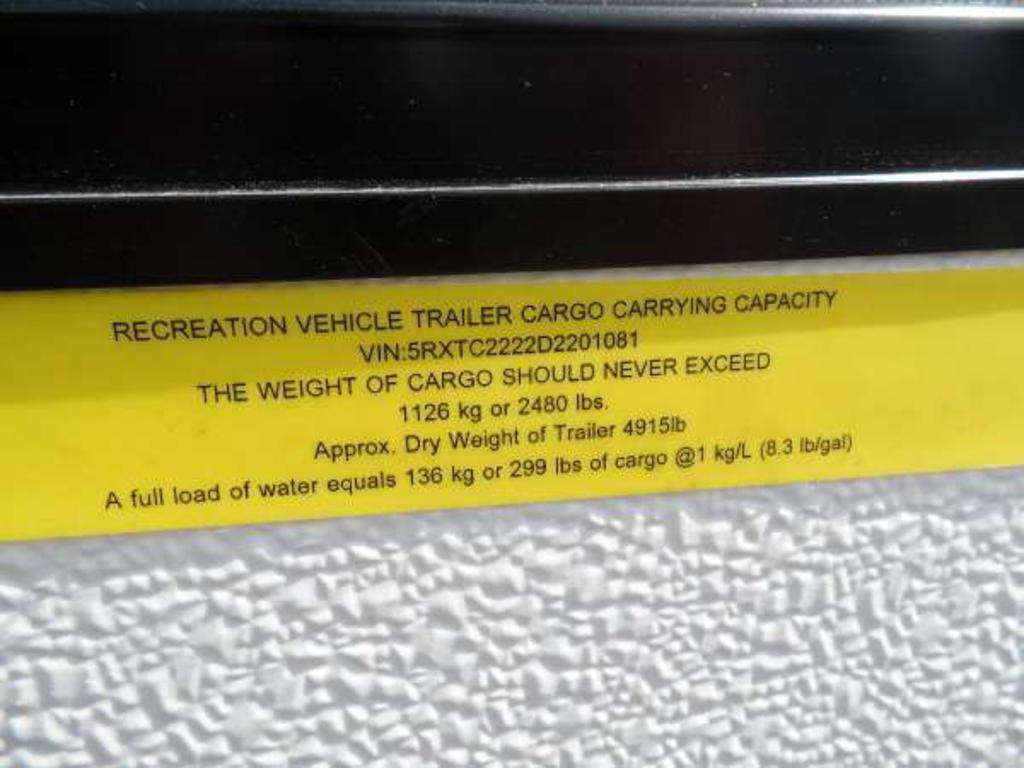 RECREATION VEHICLE TRAILER CARGO CARRYING CAPACITY
VIN:5RXTC2222D2201081
THE WEIGHT OF CARGO SHOULD NEVER EXCEED
1126 kg or 2480 lbs.
Approx. Dry Weight of Trailer 4915lb
A full load of water equals 136 kg or 299 lbs of cargo @1 kg/L (8.3 lb/gal)